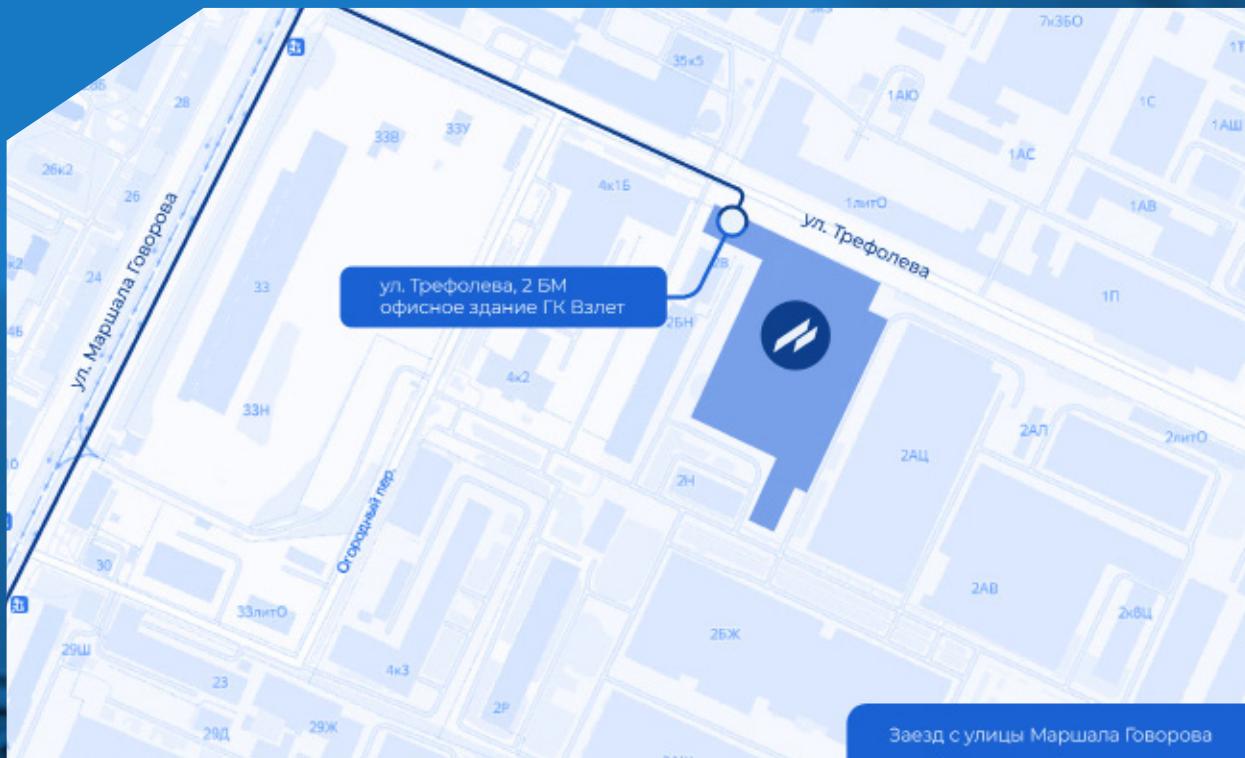 7к3БО
35к5
1АЮ
1С
1АШ
28
33В
33У
1АС
26к2
26
4к1Б
1литО
1АВ
ул. Маршала Говорова
ул. Трефолева
24
33
2В
1П
ул. Трефолева, 2 БМ
офисное здание ГК Взлет
2БН
4к2
33Н
2АЛ
2литО
2АЦ
2Н
Огородный пер.
30
2АВ
33литО
2кВЦ
2БЖ
29Ш
4к3
23
2Р
29Д
29Ж
Заезд с улицы Маршала Говорова